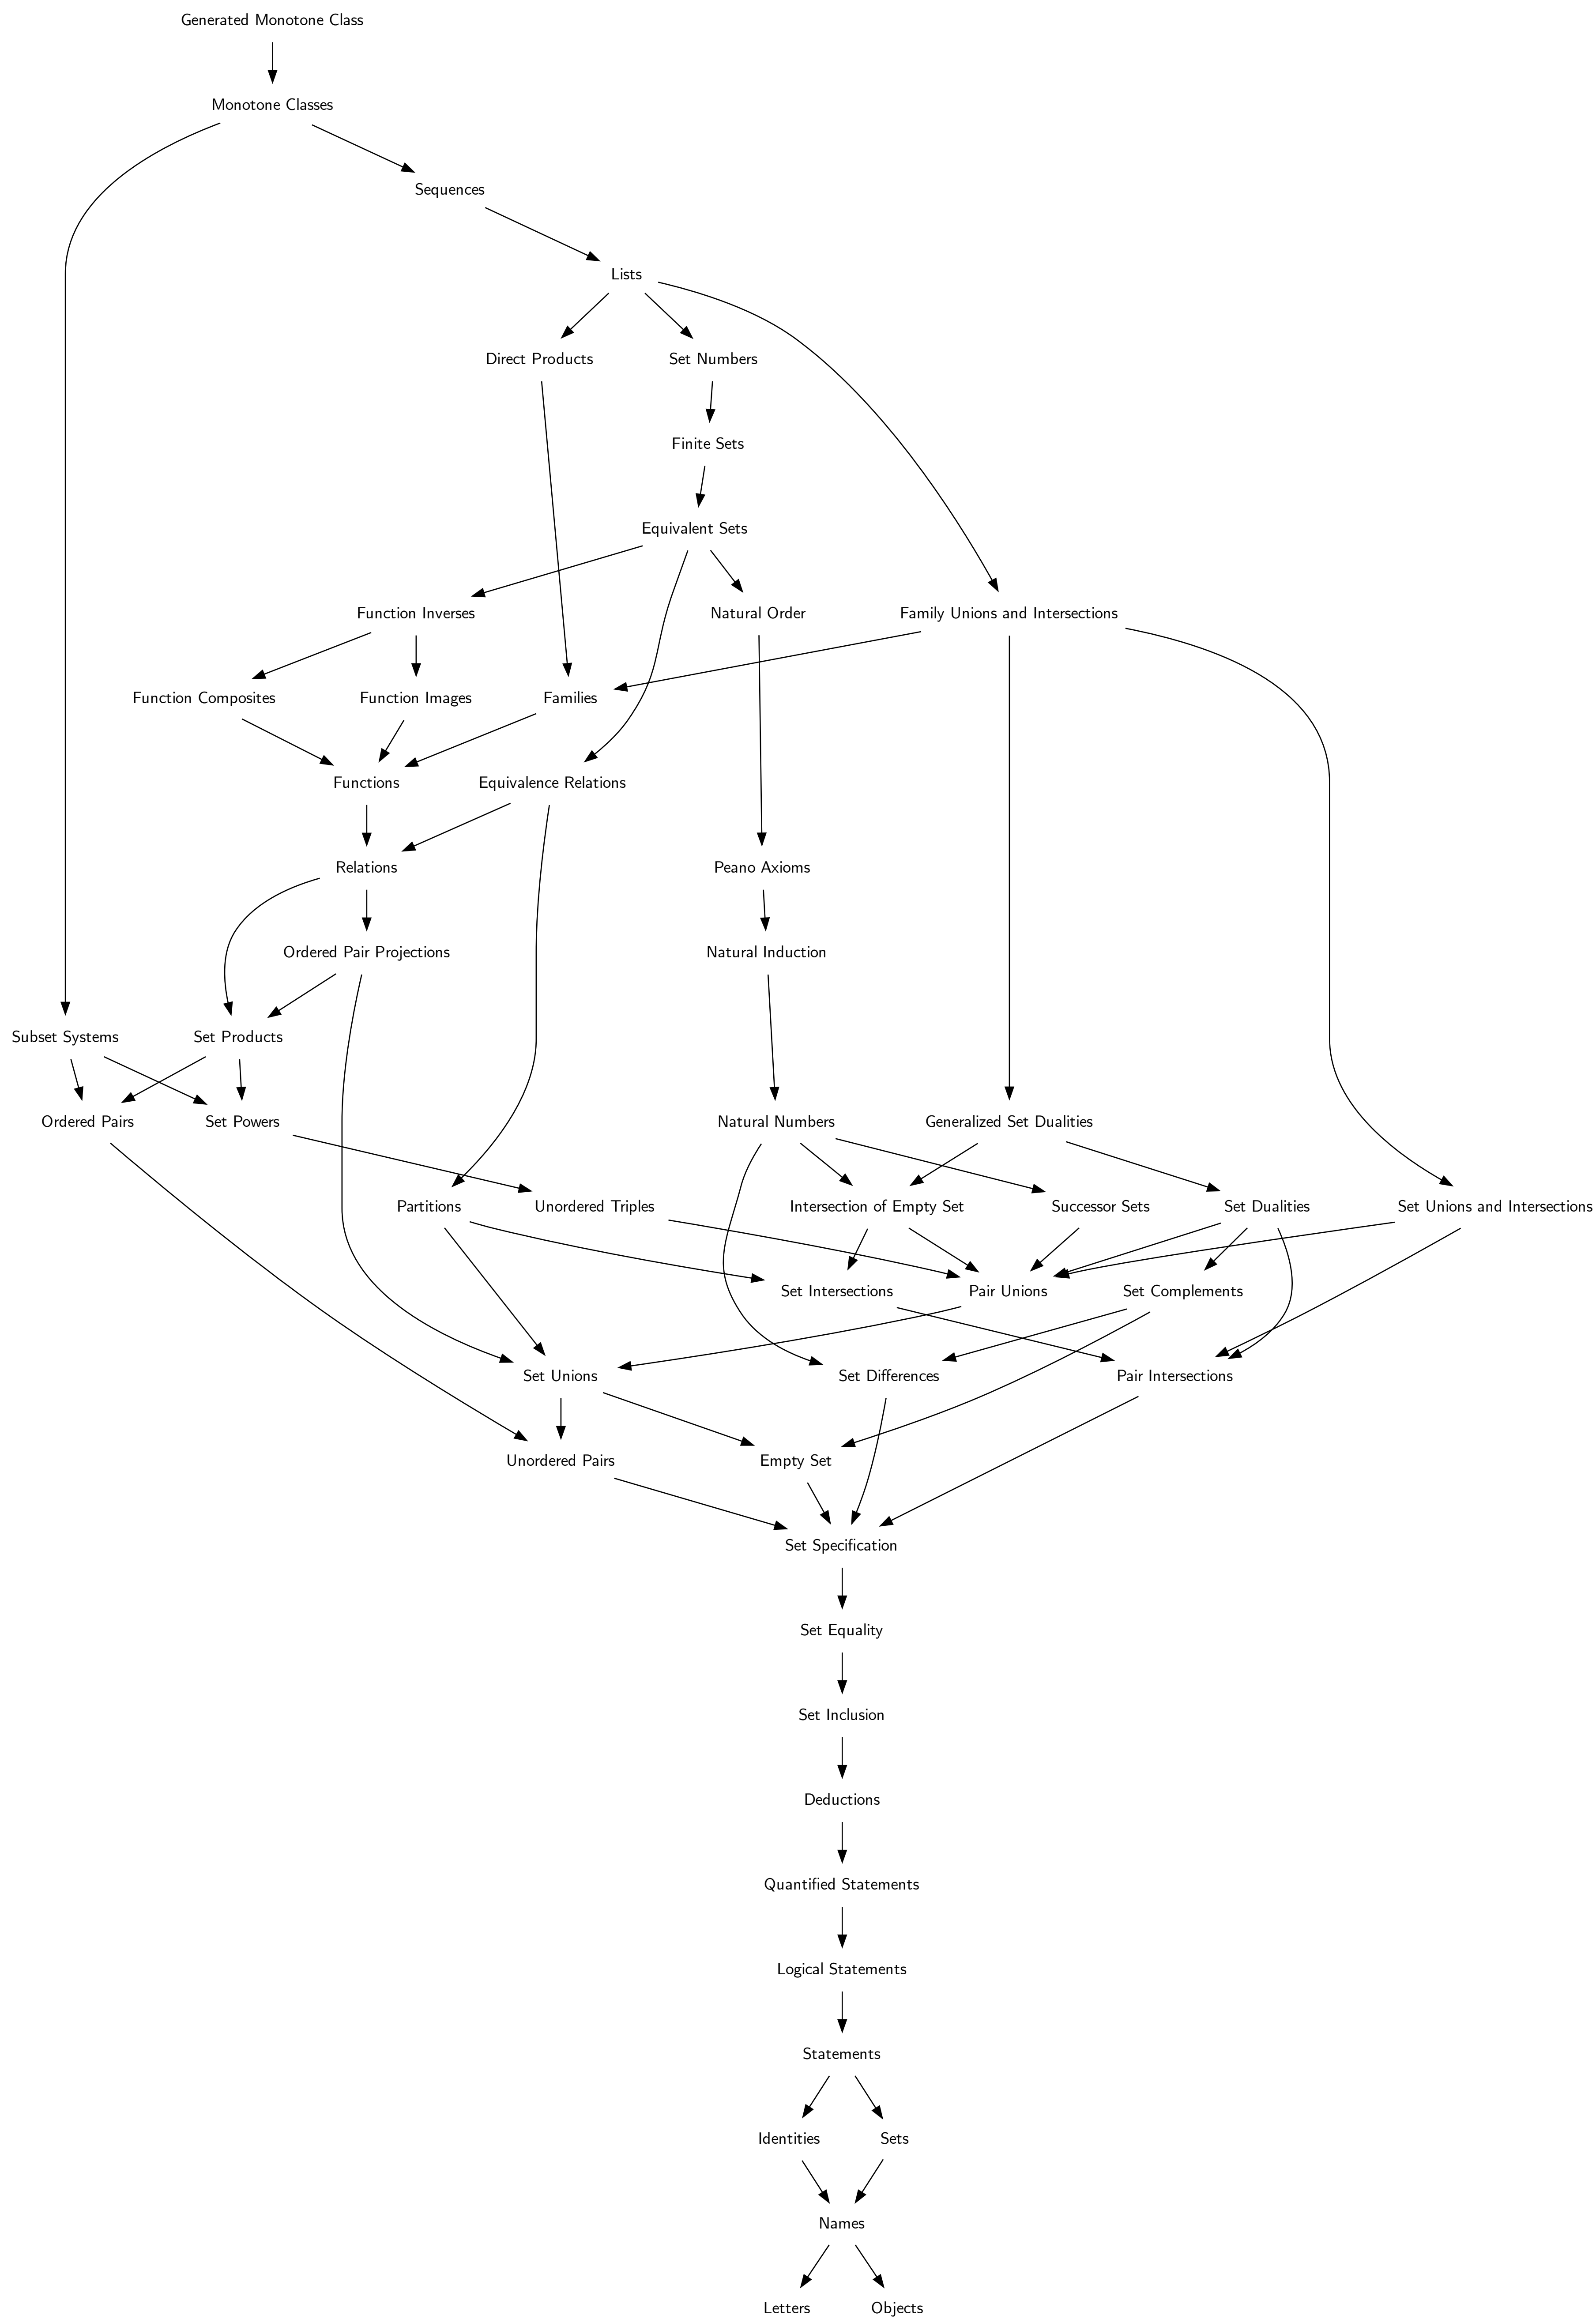 Generated Monotone Class
Monotone Classes
Sequences
Lists
Direct Products
Set Numbers
Finite Sets
Equivalent Sets
Function Inverses
Natural Order
Family Unions and Intersections
Function Composites
Function Images
Families
Functions
Equivalence Relations
Relations
Peano Axioms
Ordered Pair Projections
Natural Induction
Subset Systems
Set Products
Ordered Pairs
Set Powers
Natural Numbers
Generalized Set Dualities
Partitions
Unordered Triples
Intersection of Empty Set
Successor Sets
Set Dualities
Set Unions and Intersections
Set Intersections
Pair Unions
Set Complements
Set Unions
Set Differences
Pair Intersections
Unordered Pairs
Empty Set
Set Specification
Set Equality
Set Inclusion
Deductions
Quantified Statements
Logical Statements
Statements
Identities
Sets
Names
Letters
Objects